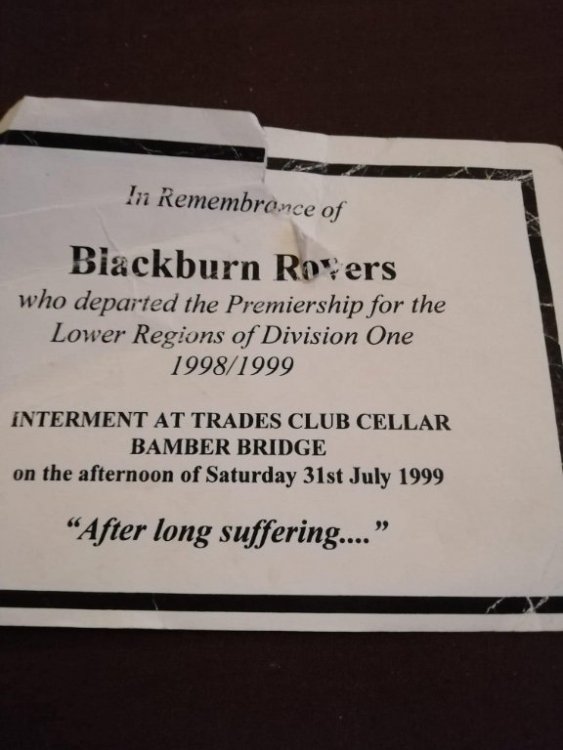 In Remembrance of
Blackburn Rovers
who departed the Premiership for the
Lower Regions of Division One
1998/1999
INTERMENT AT TRADES CLUB CELLAR
BAMBER BRIDGE
on the afternoon of Saturday 31st July 1999
“After long suffering....”